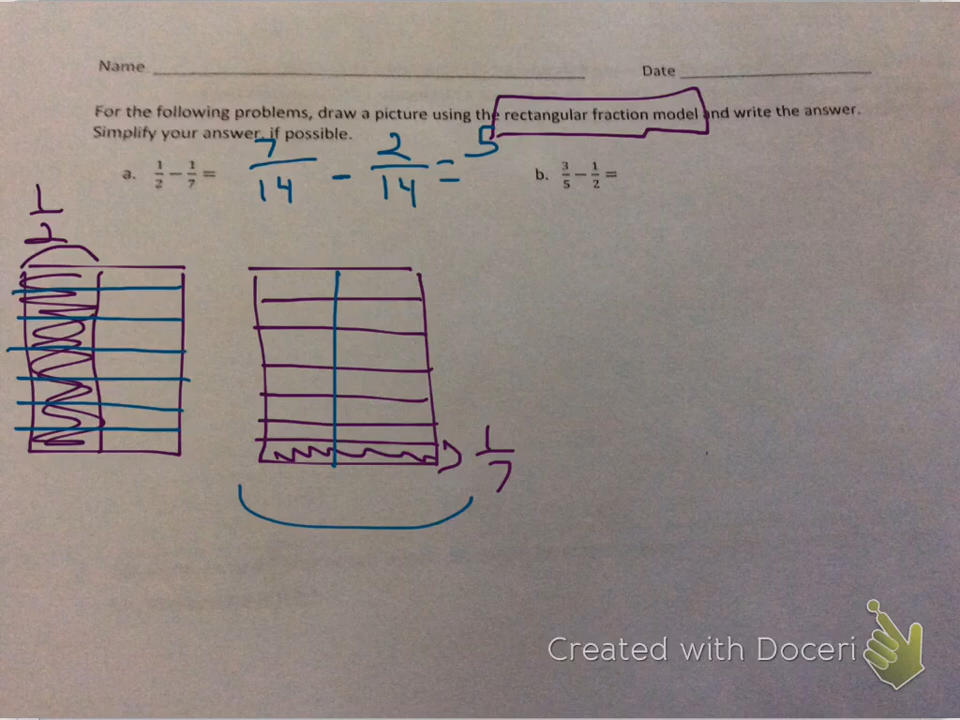 Name Date
For the following problems, draw a picture using the rectangular fraction model and write the answer.
Simplify your answer, if possible.
a. 1/2 − 1/7 = 7/14 - 2/14 = 5
b. 3/5 − 1/2 =
1/2
1/7
Created with Doceri